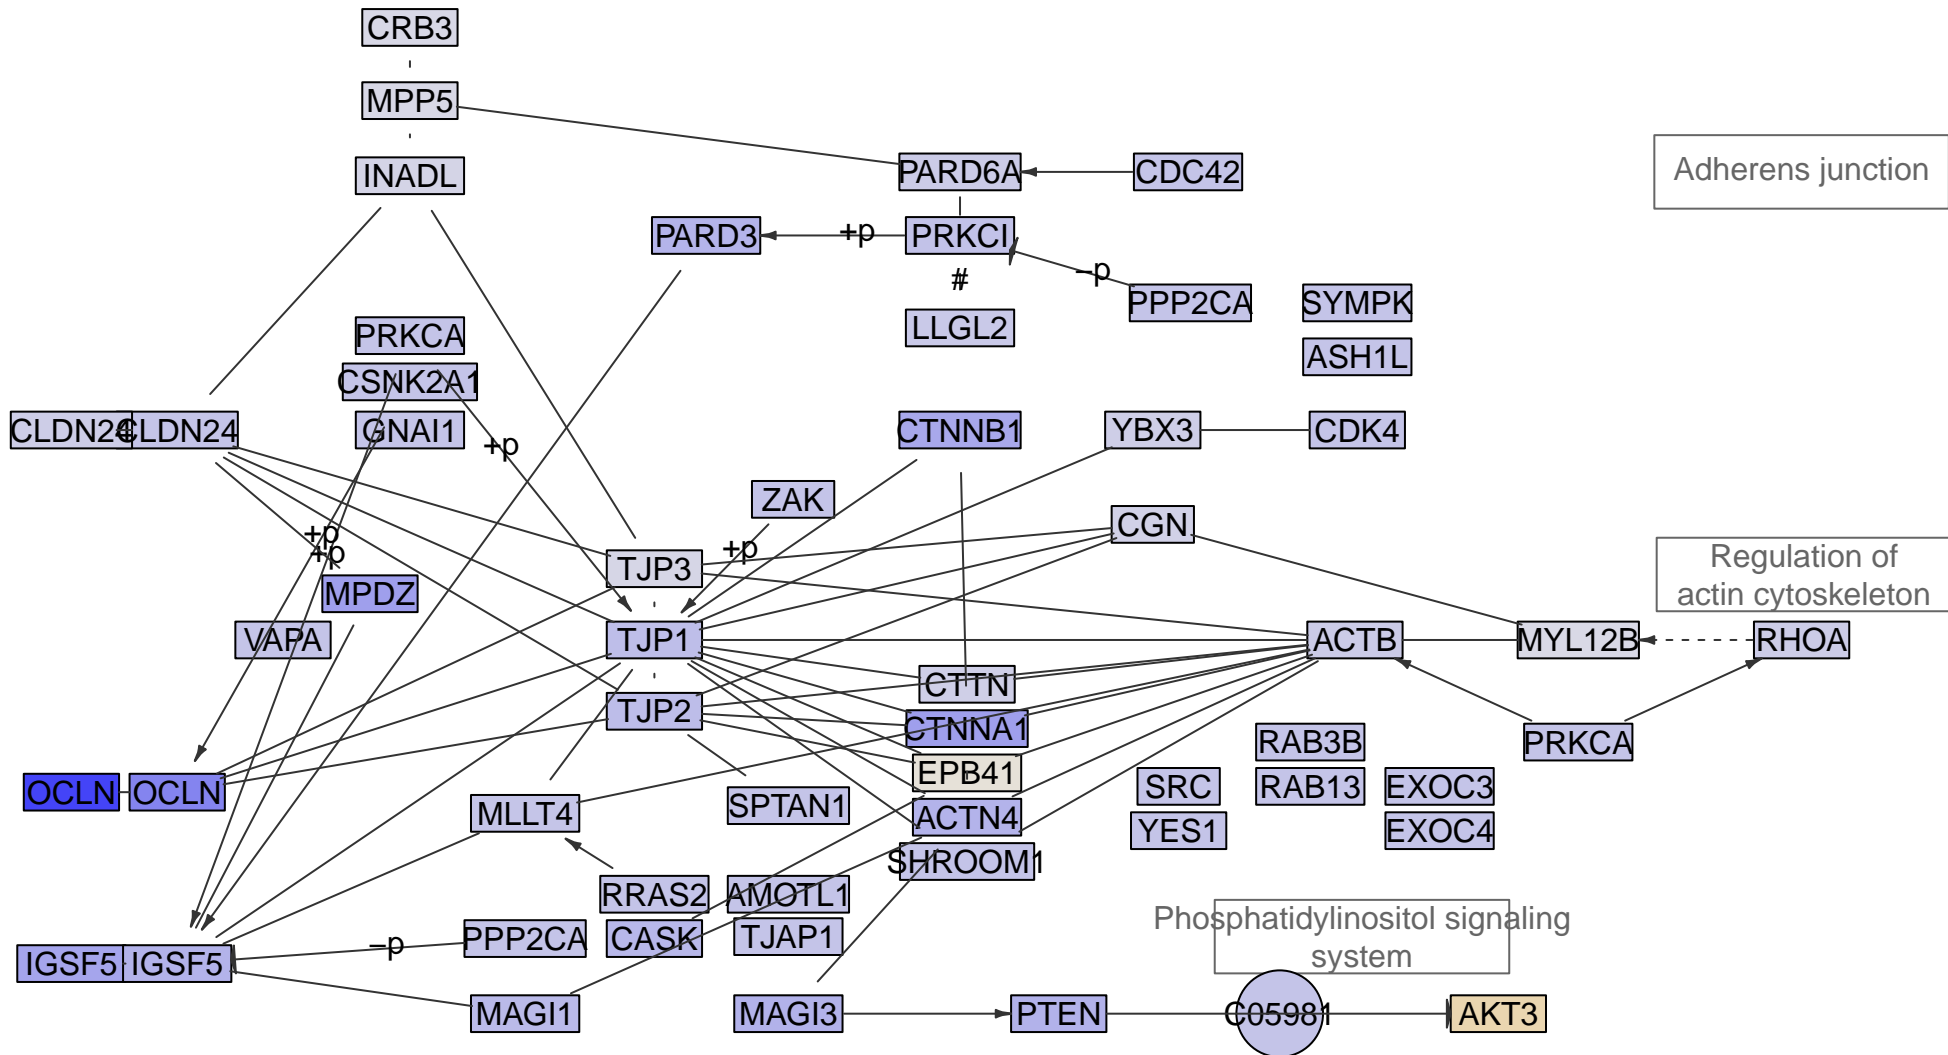 CRB3
MPP5
INADL
PARD6A
CDC42
Adherens junction
PARD3
+p
PRKCI
−p
#
PPP2CA
SYMPK
PRKCA
LLGL2
ASH1L
CSNK2A1
CLDN24
CLDN24
GNAI1
+p
CTNNB1
YBX3
CDK4
ZAK
CGN
+p
+p
+p
TJP3
Regulation of
actin cytoskeleton
MPDZ
VAPA
TJP1
ACTB
MYL12B
RHOA
CTTN
TJP2
CTNNA1
RAB3B
PRKCA
EPB41
OCLN
OCLN
MLLT4
SPTAN1
ACTN4
SRC
RAB13
EXOC3
YES1
EXOC4
SHROOM1
RRAS2
AMOTL1
PPP2CA
CASK
TJAP1
−p
Phosphatidylinositol signaling
system
IGSF5
IGSF5
MAGI1
MAGI3
PTEN
C05981
AKT3